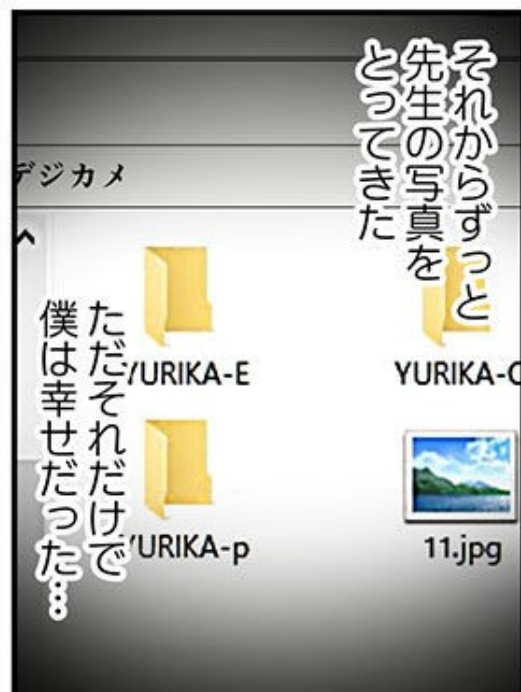 それからずっと
先生の写真を
とってきた
デジカメ
YURIKA-E
YURIKA-C
YURIKA-p
11.jpg
ただそれだけで
僕は幸せだった…